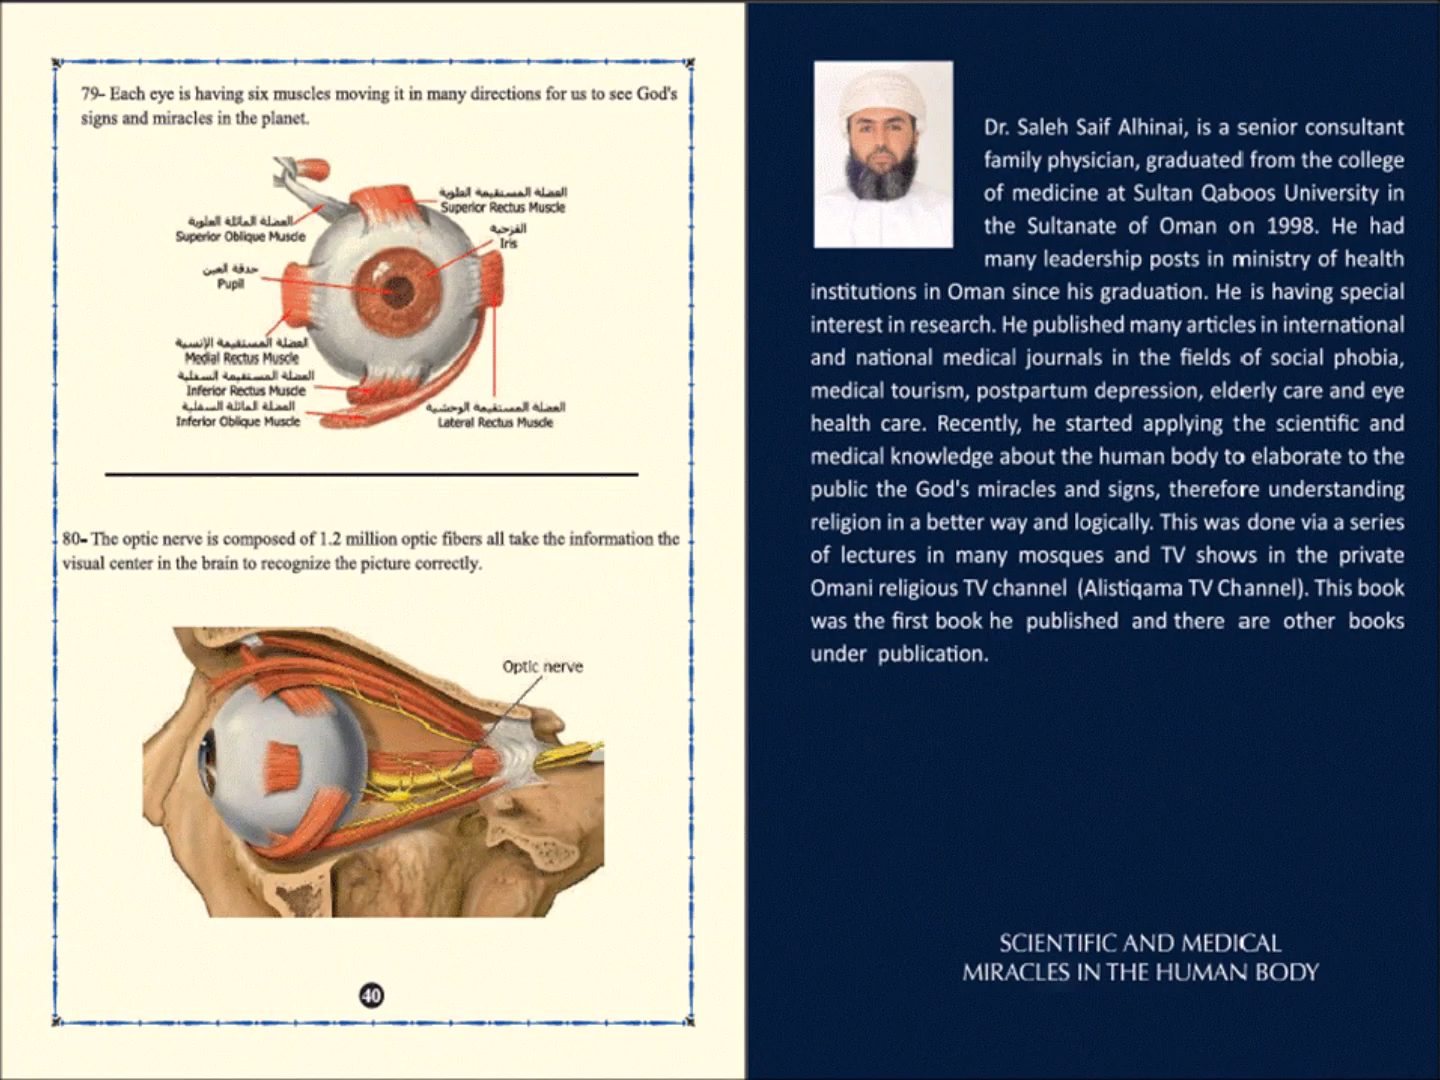 79- Each eye is having six muscles moving it in many directions for us to see God's
signs and miracles in the planet.
العضلة المستقيمة العلوية
Superior Rectus Muscle
العضلة المائلة العلوية
Superior Oblique Muscle
القزحية
Iris
حدقة العين
Pupil
العضلة المستقيمة الإنسية
Medial Rectus Muscle
العضلة المستقيمة السفلية
Inferior Rectus Muscle
العضلة المائلة السفلية
Inferior Oblique Muscle
العضلة المستقيمة الوحشية
Lateral Rectus Muscle
80- The optic nerve is composed of 1.2 million optic fibers all take the information the
visual center in the brain to recognize the picture correctly.
Optic nerve
40
Dr. Saleh Saif Alhinai, is a senior consultant
family physician, graduated from the college
of medicine at Sultan Qaboos University in
the Sultanate of Oman on 1998. He had
many leadership posts in ministry of health
institutions in Oman since his graduation. He is having special
interest in research. He published many articles in international
and national medical journals in the fields of social phobia,
medical tourism, postpartum depression, elderly care and eye
health care. Recently, he started applying the scientific and
medical knowledge about the human body to elaborate to the
public the God's miracles and signs, therefore understanding
religion in a better way and logically. This was done via a series
of lectures in many mosques and TV shows in the private
Omani religious TV channel (Alistiqama TV Channel). This book
was the first book he published and there are other books
under publication.
SCIENTIFIC AND MEDICAL
MIRACLES IN THE HUMAN BODY